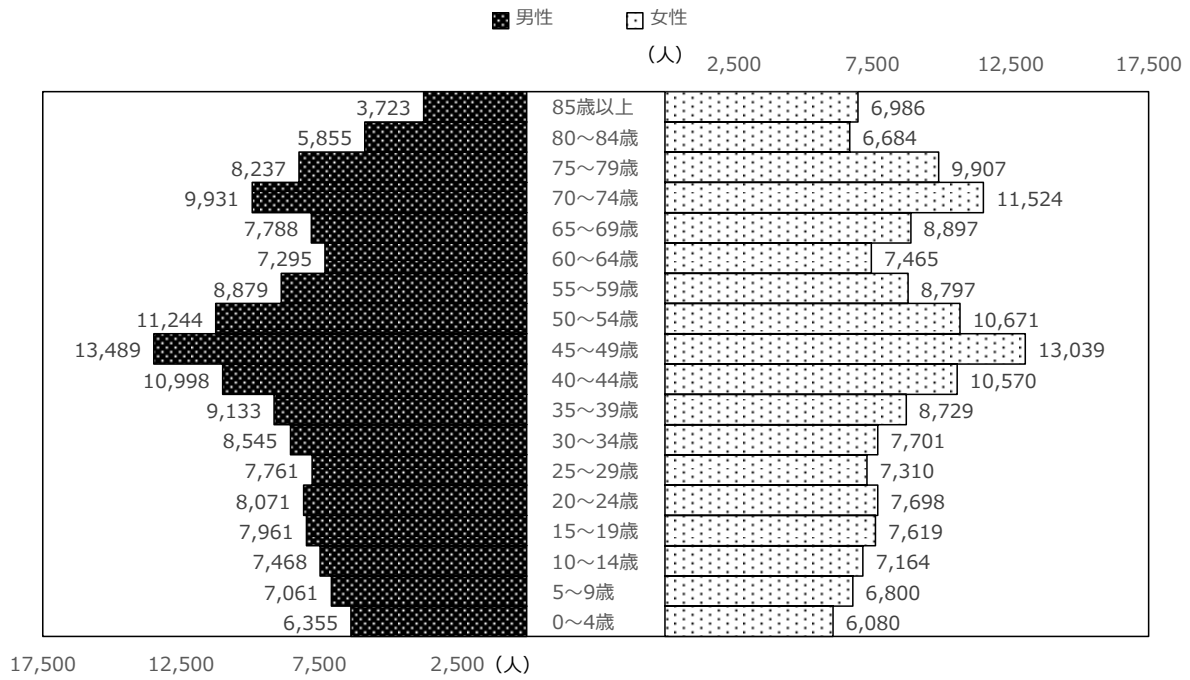 男性 女性
(人) 2,500 7,500 12,500 17,500
3,723 85歳以上 6,986
5,855 80～84歳 6,684
8,237 75～79歳 9,907
9,931 70～74歳 11,524
7,788 65～69歳 8,897
7,295 60～64歳 7,465
8,879 55～59歳 8,797
11,244 50～54歳 10,671
13,489 45～49歳 13,039
10,998 40～44歳 10,570
9,133 35～39歳 8,729
8,545 30～34歳 7,701
7,761 25～29歳 7,310
8,071 20～24歳 7,698
7,961 15～19歳 7,619
7,468 10～14歳 7,164
7,061 5～9歳 6,800
6,355 0～4歳 6,080
17,500 12,500 7,500 2,500 (人)